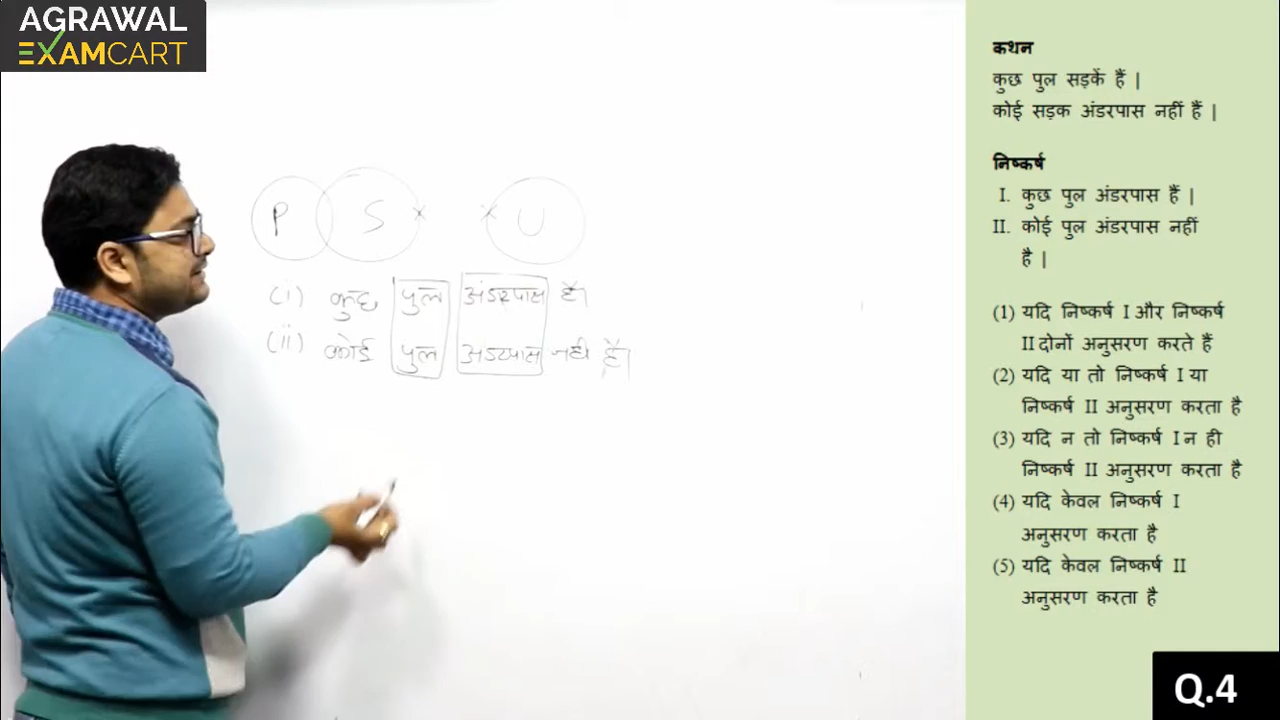 AGRAWAL
EXAMCART
P S U
(i) कुछ पुल अंडरपास है।
(ii) कोई पुल अंडरपास नही है।
कथन
कुछ पुल सड़कें हैं |
कोई सड़क अंडरपास नहीं हैं |
निष्कर्ष
I. कुछ पुल अंडरपास हैं |
II. कोई पुल अंडरपास नहीं
है |
(1) यदि निष्कर्ष I और निष्कर्ष
II दोनों अनुसरण करते हैं
(2) यदि या तो निष्कर्ष I या
निष्कर्ष II अनुसरण करता है
(3) यदि न तो निष्कर्ष I न ही
निष्कर्ष II अनुसरण करता है
(4) यदि केवल निष्कर्ष I
अनुसरण करता है
(5) यदि केवल निष्कर्ष II
अनुसरण करता है
Q.4